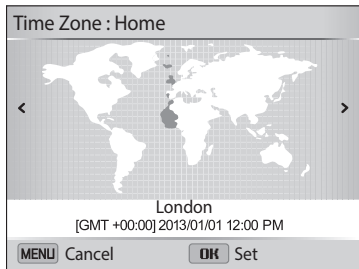 Time Zone : Home
London
[GMT +00:00] 2013/01/01 12:00 PM
MENU Cancel OK Set